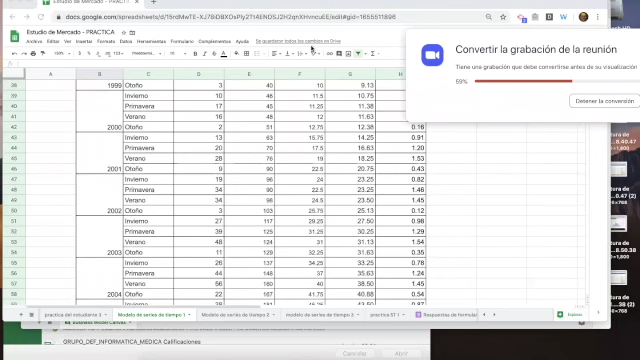 Estudio de Mercado - PRACTICA
docs.google.com/spreadsheets/d/
Estudio de Mercado - PRACTICA
Archivo Editar Ver Insertar Formato Datos Herramientas Formulario Complementos Ayuda
Se guardaron todos los cambios en Drive
Convertir la grabación de la reunión
Tiene una grabación que debe convertirse antes de su visualización
59%
Detener la conversión
A B C D E F G H
38 1999 Otoño 3 40 10 9.13
39 Invierno 10 46 11.5 10.75
40 Primavera 17 45 11.25 11.38
41 Verano 16 48 12 11.63
42 2000 Otoño 2 51 12.75 12.38 0.16
43 Invierno 13 63 15.75 14.25 0.91
44 Primavera 20 70 17.5 16.63 1.20
45 Verano 28 76 19 18.25 1.53
46 2001 Otoño 9 90 22.5 20.75 0.43
47 Invierno 19 96 24 23.25 0.82
48 Primavera 34 90 22.5 23.25 1.46
49 Verano 34 98 24.5 23.50 1.45
50 2002 Otoño 3 103 25.75 25.13 0.12
51 Invierno 27 117 29.25 27.50 0.98
52 Primavera 39 125 31.25 30.25 1.29
53 Verano 48 124 31 31.13 1.54
54 2003 Otoño 11 129 32.25 31.63 0.35
55 Invierno 26 137 34.25 33.25 0.78
56 Primavera 44 148 37 35.63 1.24
57 Verano 56 160 40 38.50 1.45
58 2004 Otoño 22 167 41.75 40.88 0.54
practica del estudiante 3 Modelo de series de tiempo 1 Modelo de series de tiempo 2 modelo de series de tiempo 3 practica ST 1 Respuestas de formular
Explorar
Business Model Canvas
GRUPO_DEF_INFORMATICA_MEDICA Calificaciones
Cancelar Abrir